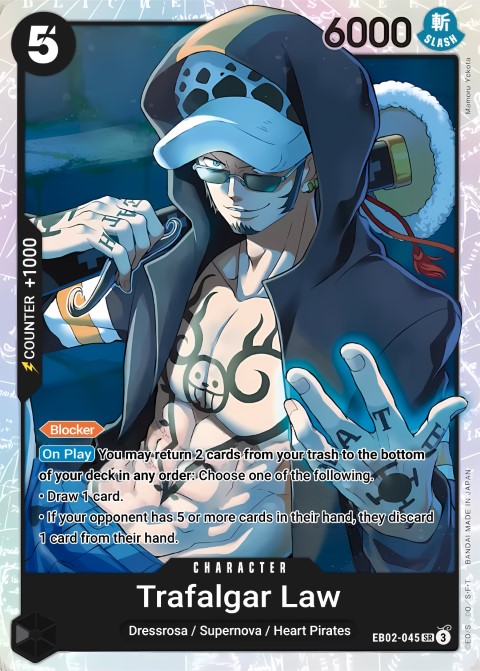 5
6000
斬
SLASH
Mamoru Yokota
COUNTER +1000
Blocker
On Play You may return 2 cards from your trash to the bottom
of your deck in any order: Choose one of the following.
• Draw 1 card.
• If your opponent has 5 or more cards in their hand, they discard
1 card from their hand.
A T H
BANDAI MADE IN JAPAN
CHARACTER
Trafalgar Law
Dressrosa / Supernova / Heart Pirates
EB02-045 SR 3